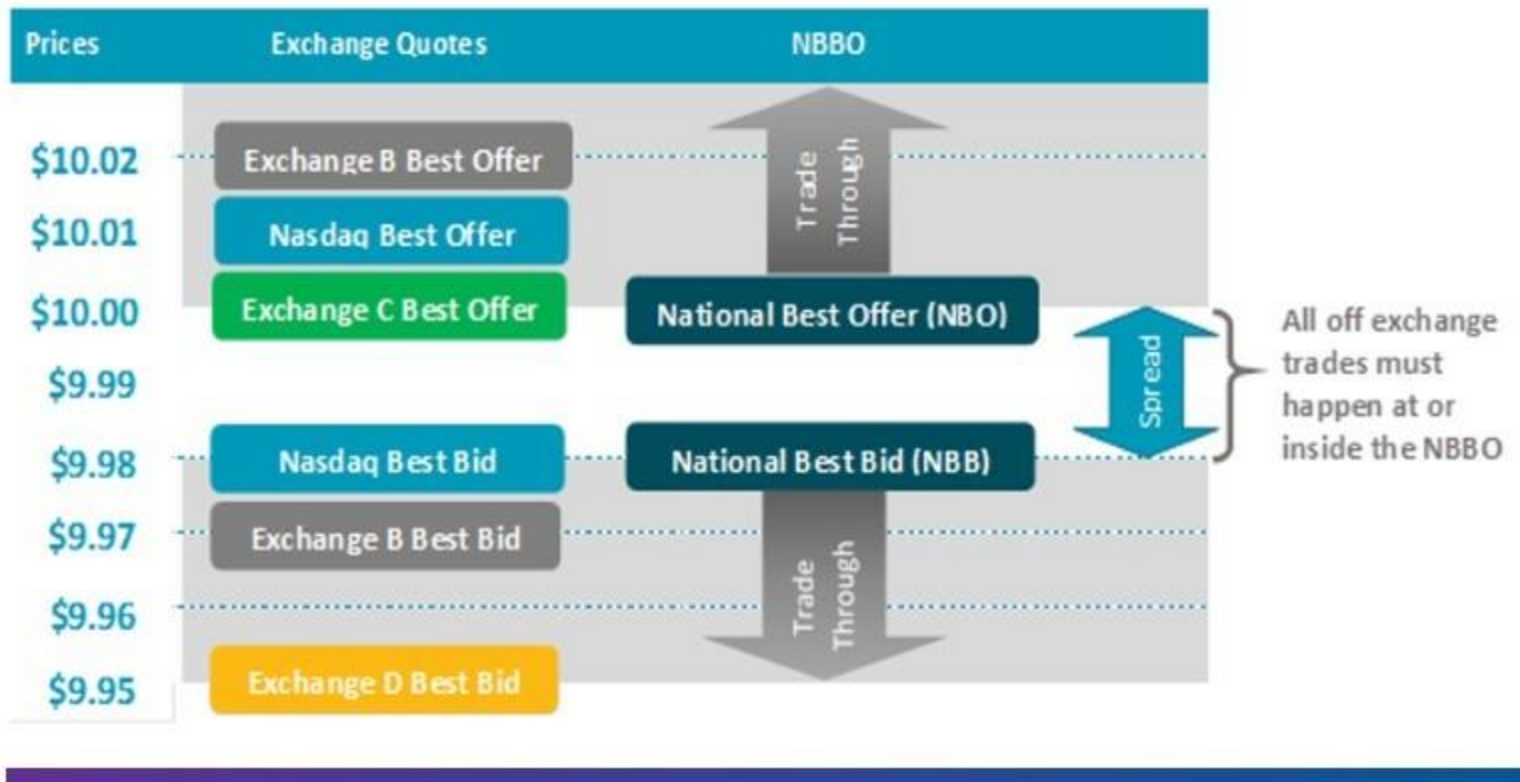 Prices Exchange Quotes NBBO
$10.02 Exchange B Best Offer
$10.01 Nasdaq Best Offer
$10.00 Exchange C Best Offer National Best Offer (NBO)
$9.99
$9.98 Nasdaq Best Bid National Best Bid (NBB)
$9.97 Exchange B Best Bid
$9.96
$9.95 Exchange D Best Bid
Trade
Through
Trade
Through
Spread
All off exchange
trades must
happen at or
inside the NBBO